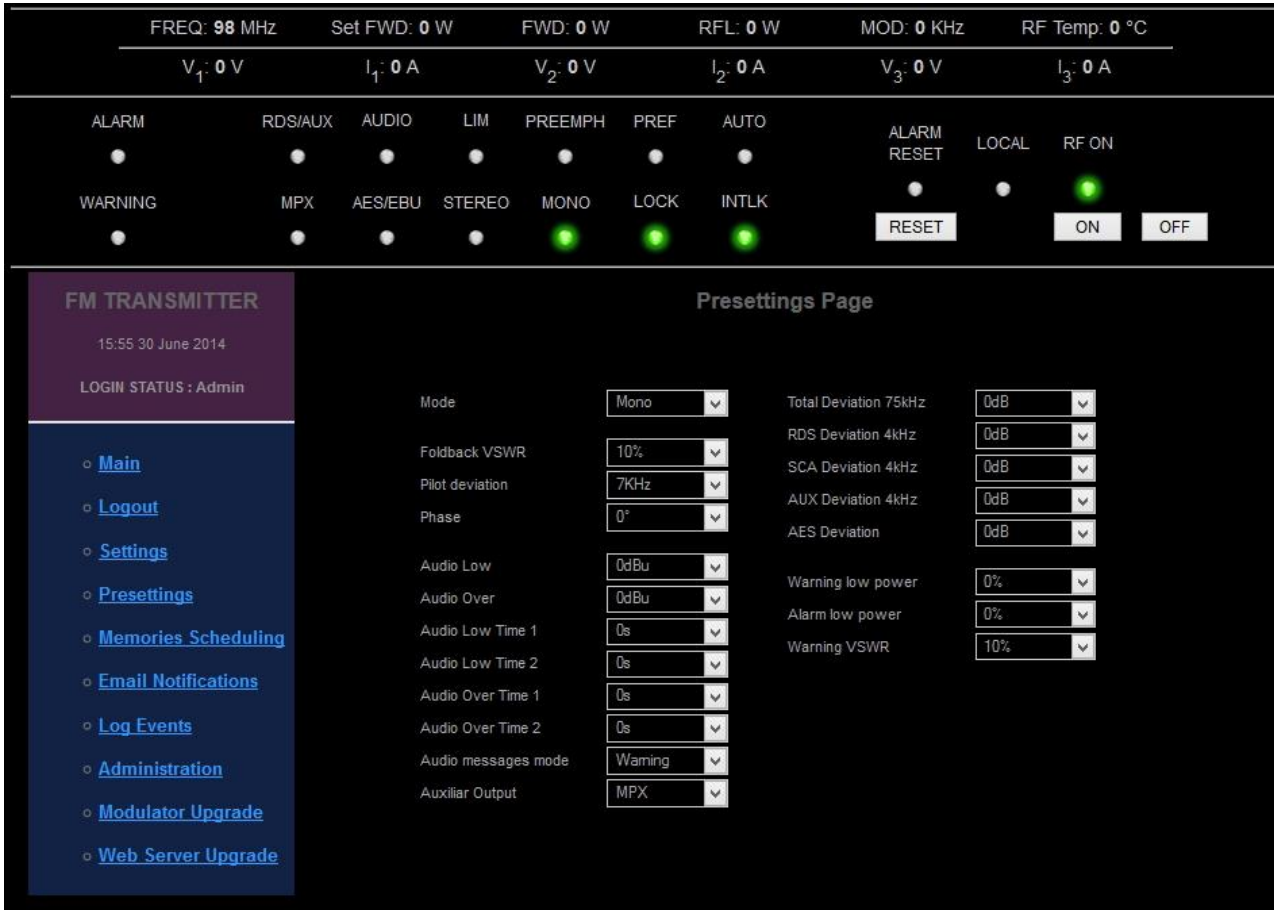 FREQ: 98 MHz Set FWD: 0 W FWD: 0 W RFL: 0 W MOD: 0 KHz RF Temp: 0 °C
V1: 0 V I1: 0 A V2: 0 V I2: 0 A V3: 0 V I3: 0 A
ALARM RDS/AUX AUDIO LIM PREEMPH PREF AUTO ALARM RESET LOCAL RF ON
WARNING MPX AES/EBU STEREO MONO LOCK INTLK RESET ON OFF
FM TRANSMITTER
15:55 30 June 2014
LOGIN STATUS : Admin
Main
Logout
Settings
Presettings
Memories Scheduling
Email Notifications
Log Events
Administration
Modulator Upgrade
Web Server Upgrade
Presettings Page
Mode Mono
Foldback VSWR 10%
Pilot deviation 7KHz
Phase 0°
Audio Low 0dBu
Audio Over 0dBu
Audio Low Time 1 0s
Audio Low Time 2 0s
Audio Over Time 1 0s
Audio Over Time 2 0s
Audio messages mode Warning
Auxiliar Output MPX
Total Deviation 75kHz 0dB
RDS Deviation 4kHz 0dB
SCA Deviation 4kHz 0dB
AUX Deviation 4kHz 0dB
AES Deviation 0dB
Warning low power 0%
Alarm low power 0%
Warning VSWR 10%